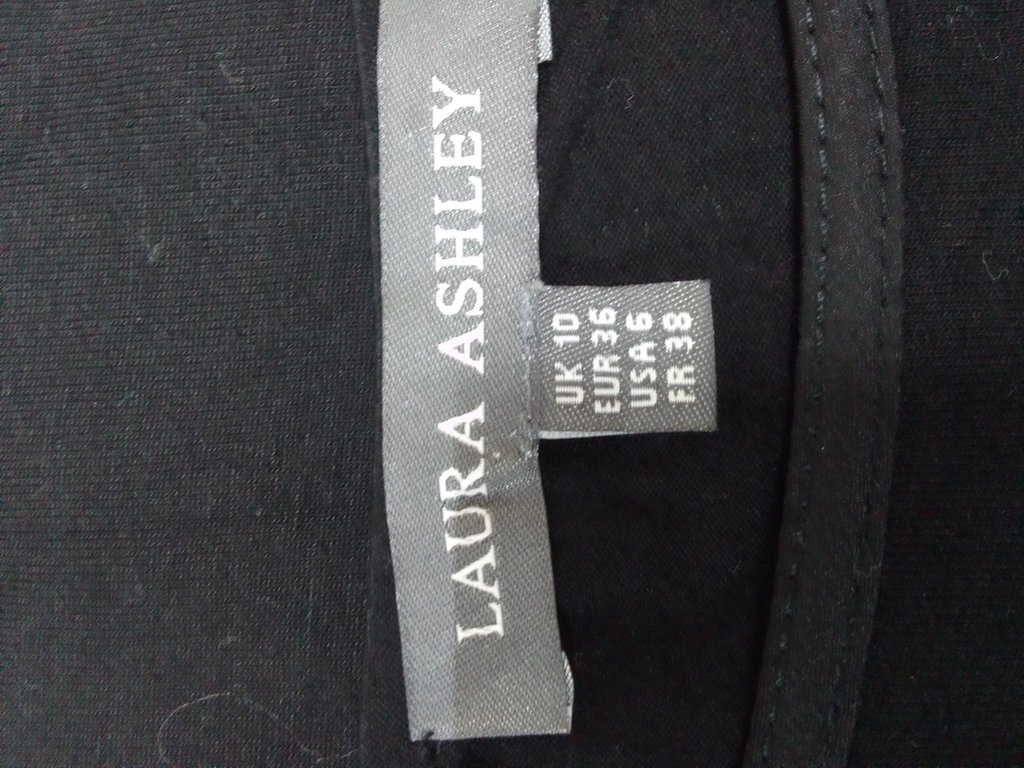 LAURA ASHLEY
UK 10
EUR 36
USA 6
FR 38